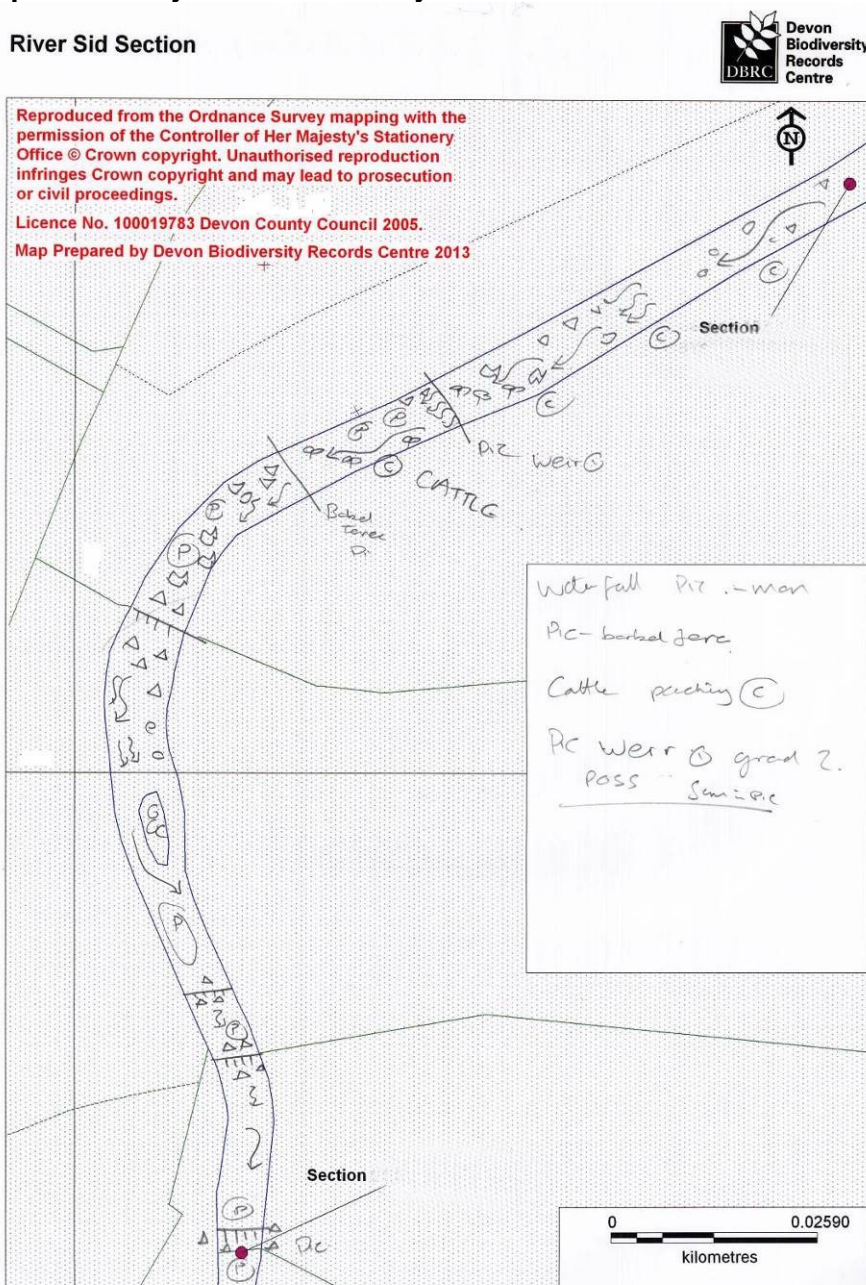 River Sid Section
DBRC
Devon
Biodiversity
Records
Centre
Reproduced from the Ordnance Survey mapping with the
permission of the Controller of Her Majesty's Stationery
Office © Crown copyright. Unauthorised reproduction
infringes Crown copyright and may lead to prosecution
or civil proceedings.
Licence No. 100019783 Devon County Council 2005.
Map Prepared by Devon Biodiversity Records Centre 2013
N
Section
C
C
C
P
P
Weir ①
C CATTLE
P
P
Waterfall
Pic - barbed
Cattle poaching C
Pic Weir ① grad 2.
poss
P
P
Section
P
Pic
P
0 0.02590
kilometres